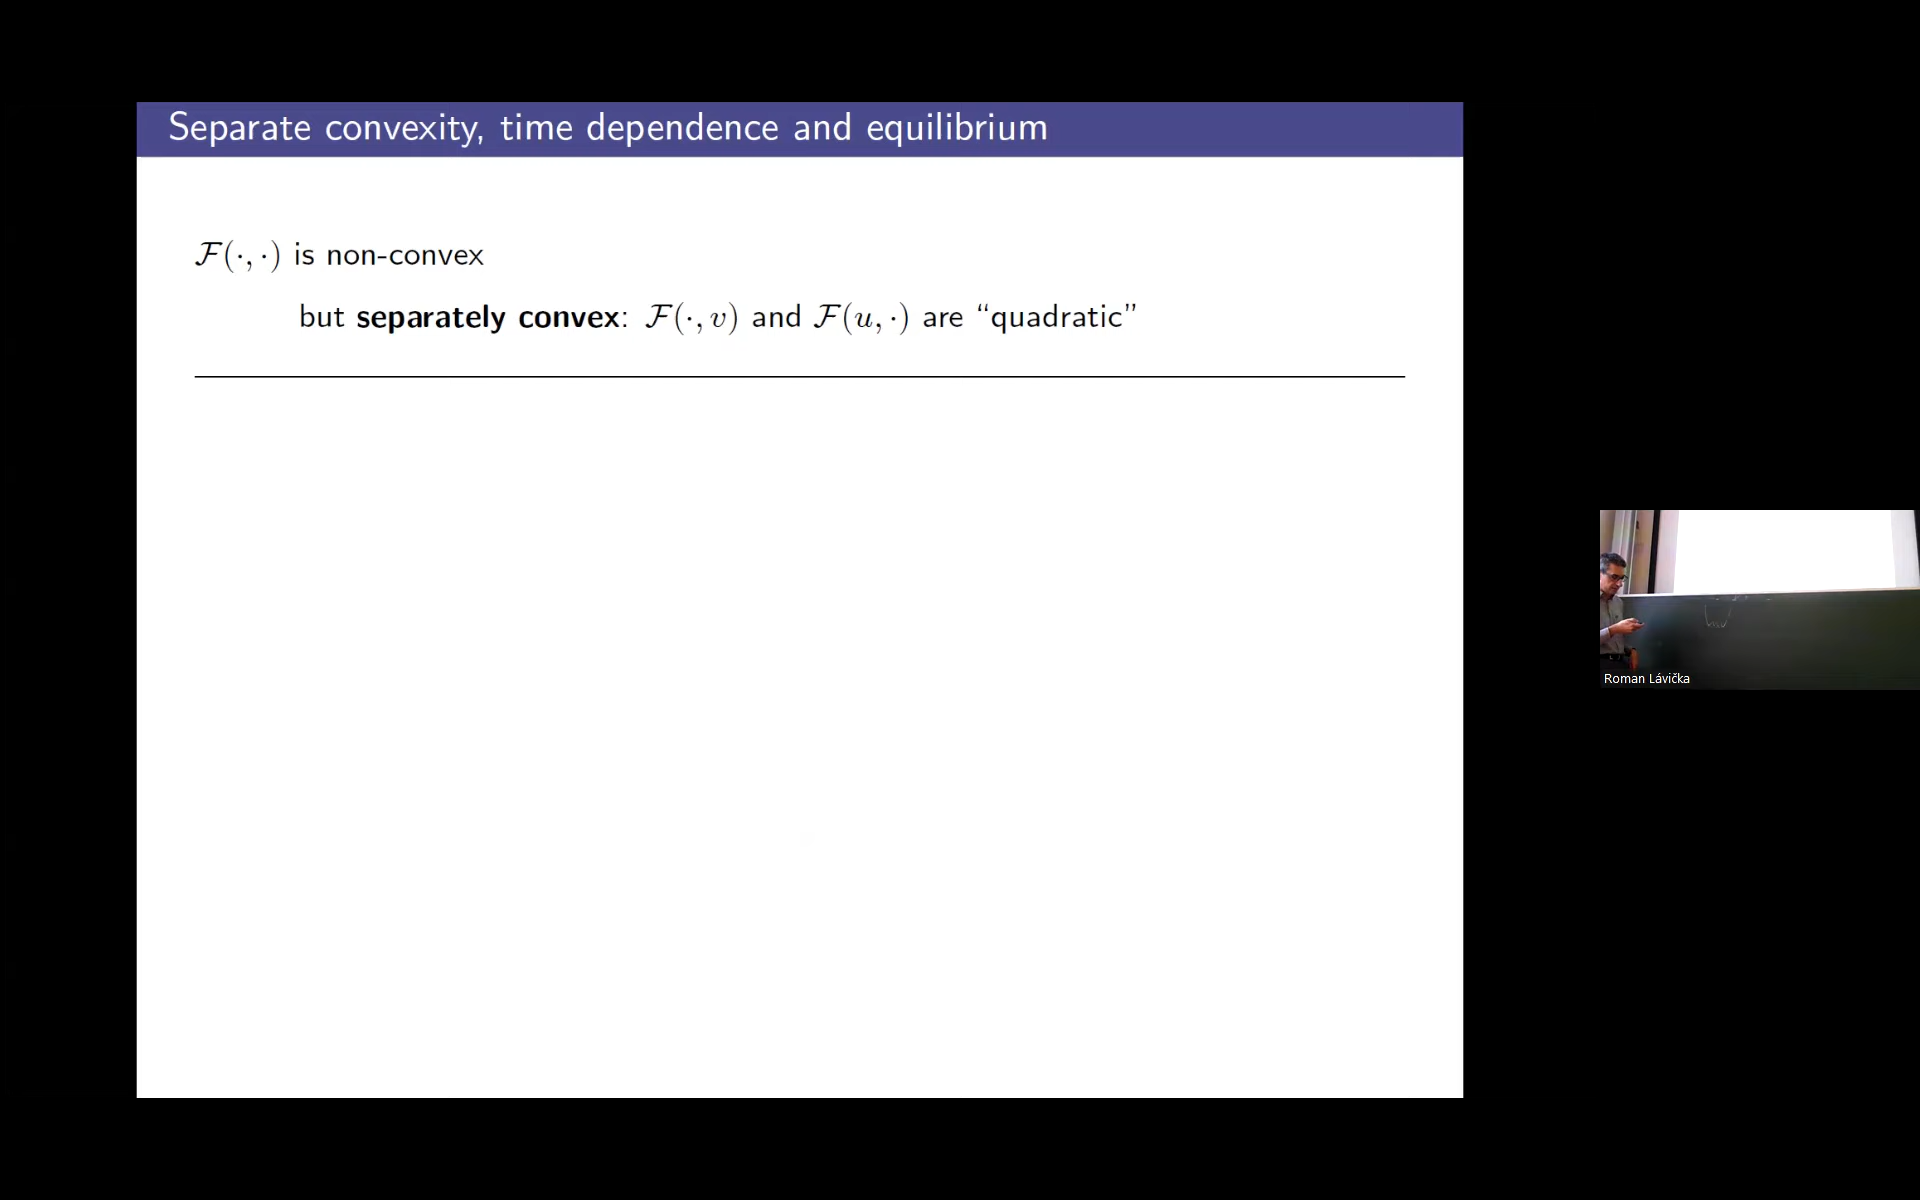 Separate convexity, time dependence and equilibrium
ℱ(·, ·) is non-convex
but separately convex: ℱ(·, v) and ℱ(u, ·) are “quadratic”
Roman Lávička